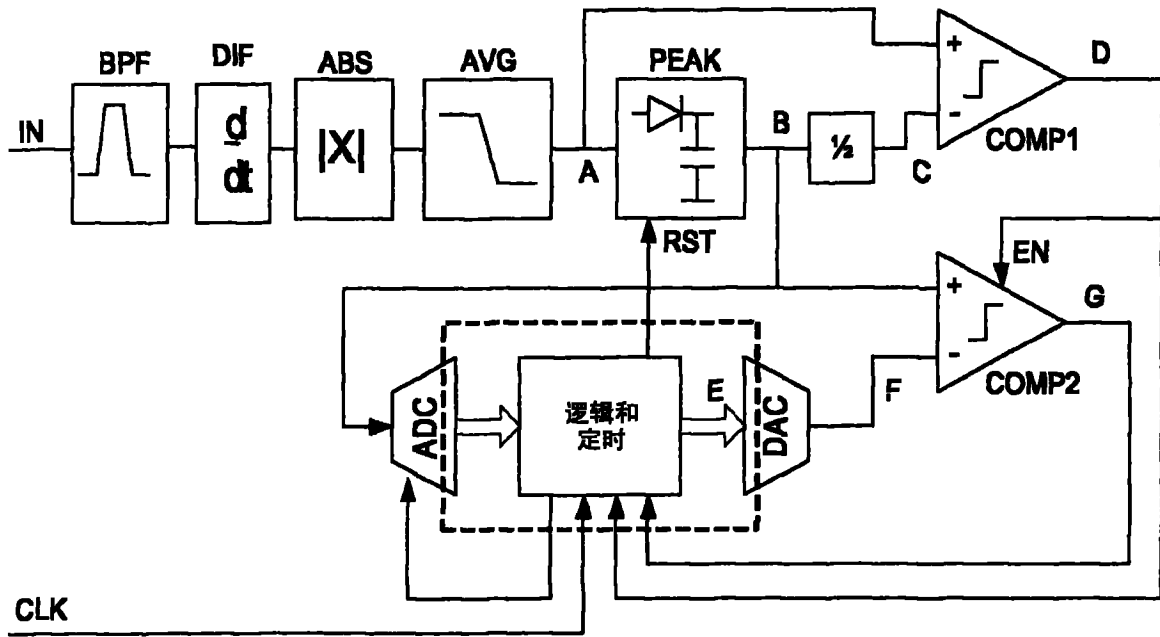 BPF
DIF
ABS
AVG
PEAK
IN
d
dt
|X|
A
B
½
C
+
-
COMP1
D
RST
EN
+
-
COMP2
G
ADC
逻辑和
定时
E
DAC
F
CLK